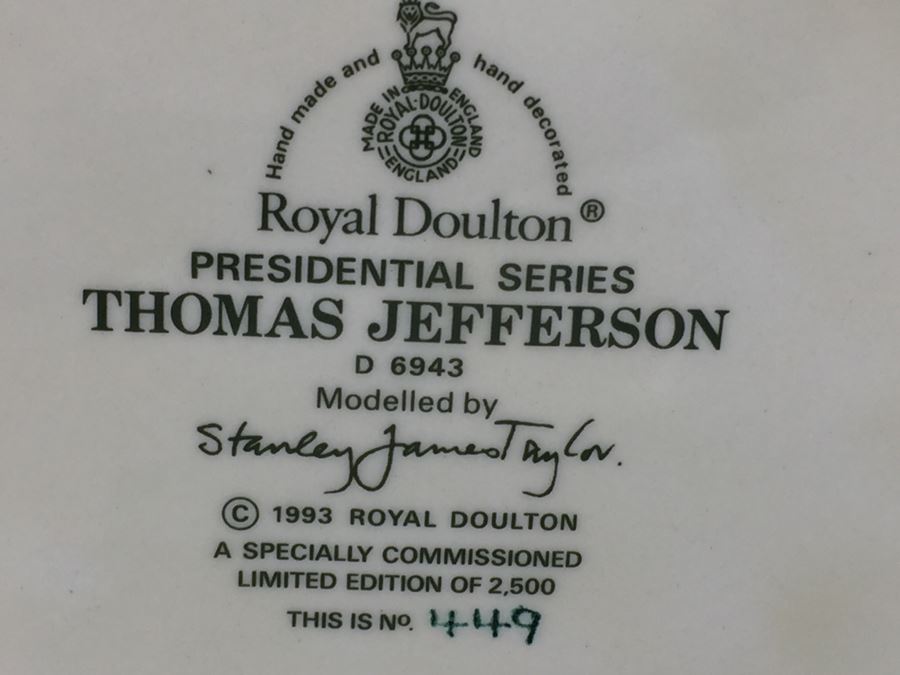 Hand made and hand decorated
MADE IN ENGLAND
ROYAL·DOULTON
ENGLAND
Royal Doulton®
PRESIDENTIAL SERIES
THOMAS JEFFERSON
D 6943
Modelled by
Stanley James Taylor.
© 1993 ROYAL DOULTON
A SPECIALLY COMMISSIONED
LIMITED EDITION OF 2,500
THIS IS Nº. 449